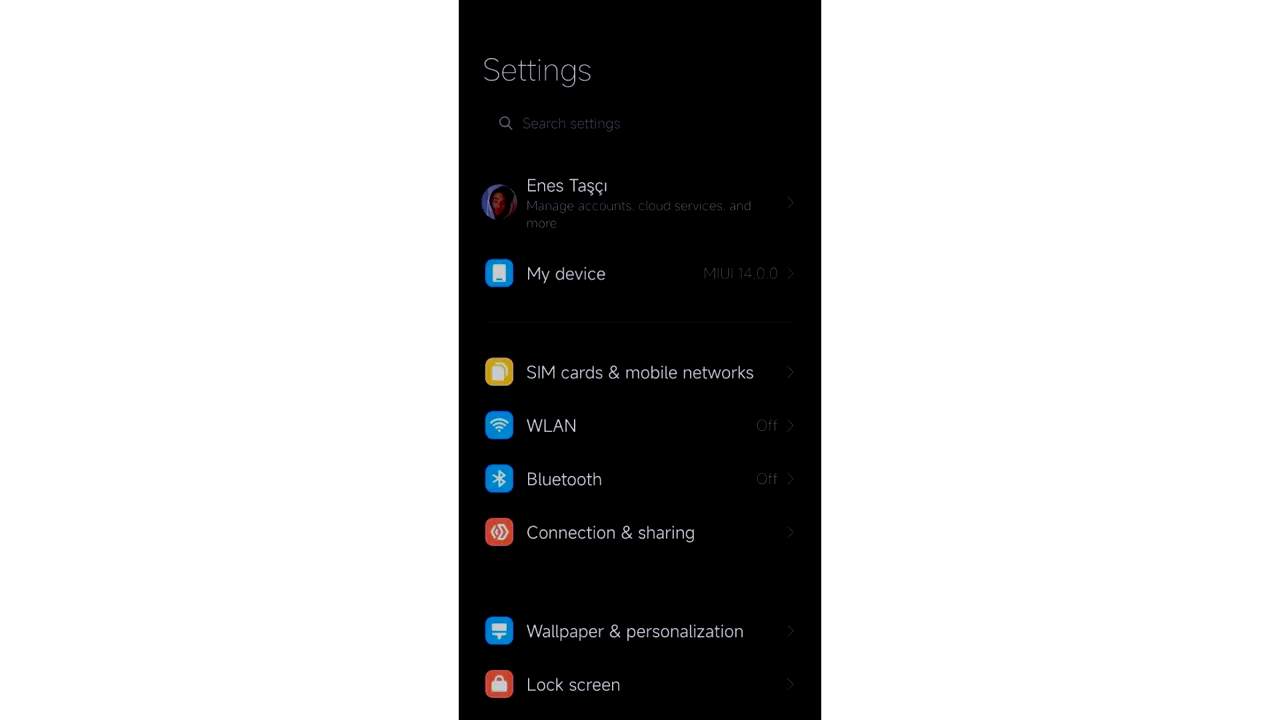 Settings
Search settings
Enes Taşçı
Manage accounts, cloud services, and
more
My device MIUI 14.0.0
SIM cards & mobile networks
WLAN Off
Bluetooth Off
Connection & sharing
Wallpaper & personalization
Lock screen